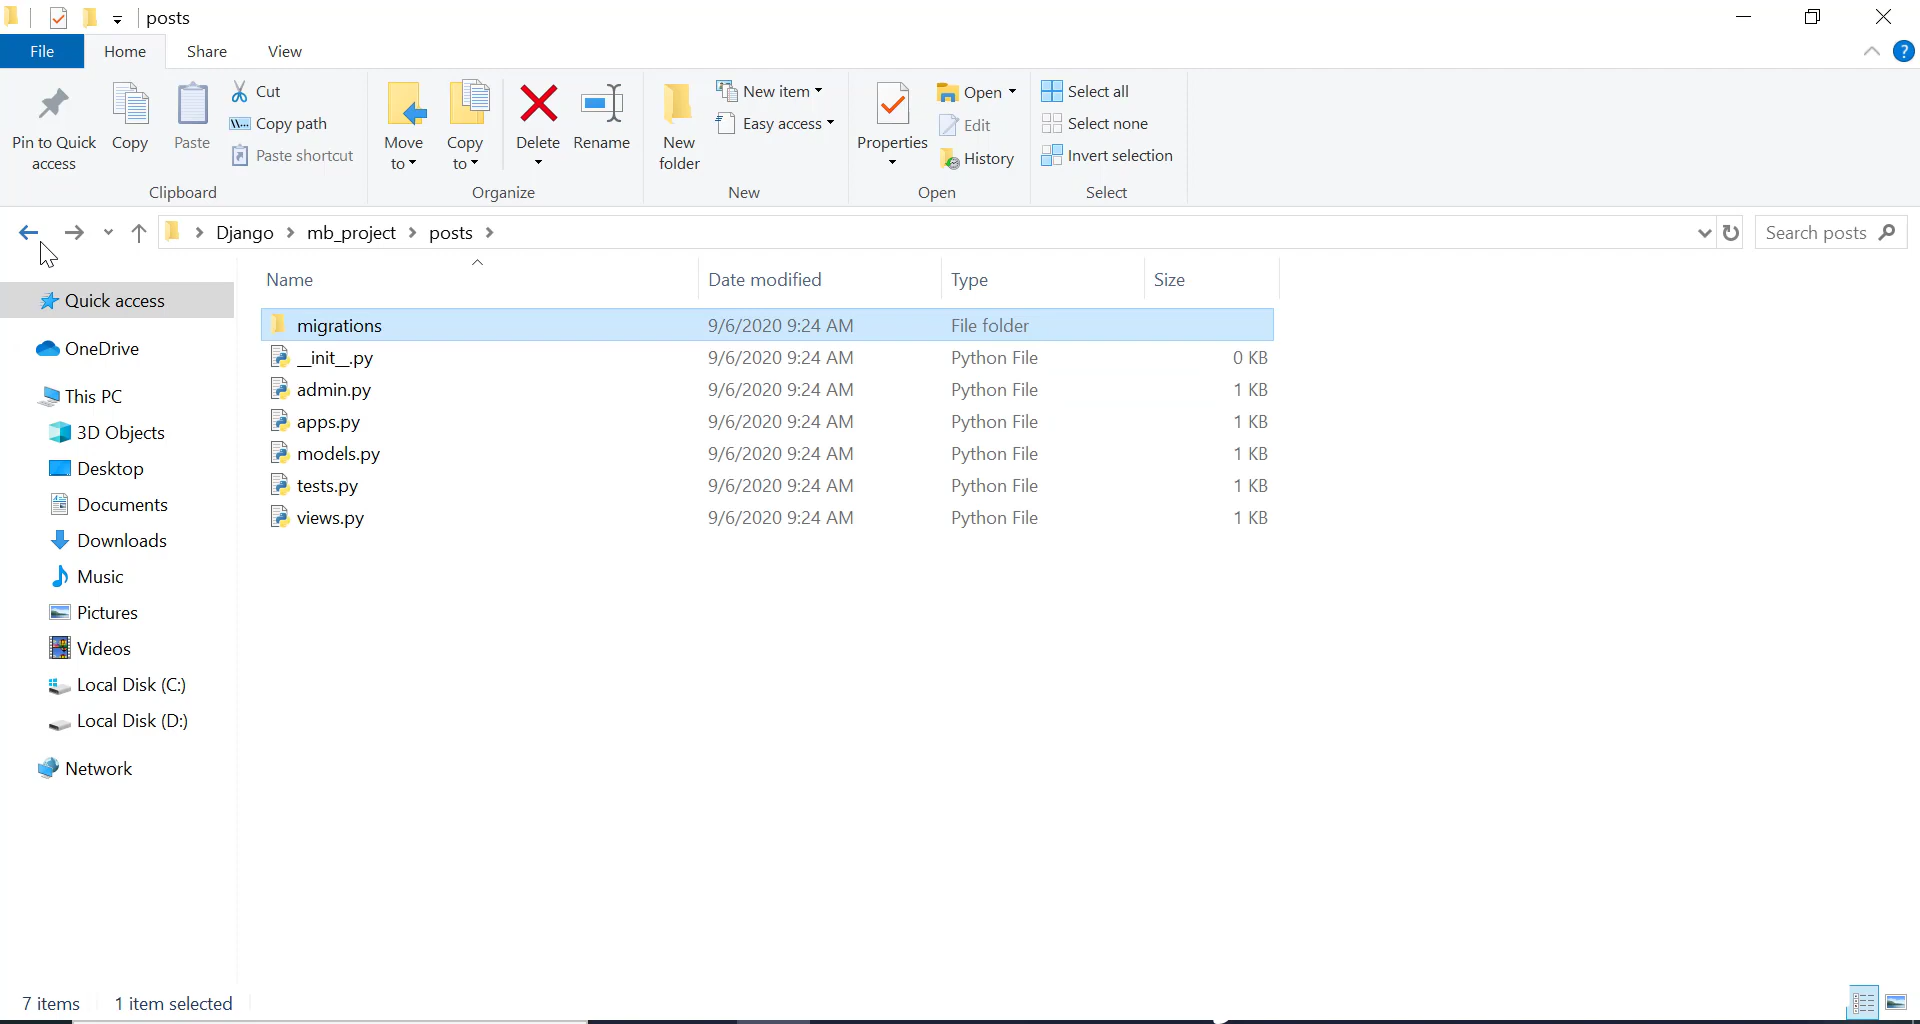 posts
File Home Share View
Pin to Quick access
Copy
Paste
Cut
Copy path
Paste shortcut
Clipboard
Move to
Copy to
Delete
Rename
Organize
New folder
New item
Easy access
New
Properties
Open
Edit
History
Open
Select all
Select none
Invert selection
Select
Django mb_project posts
Search posts
Name Date modified Type Size
migrations 9/6/2020 9:24 AM File folder
__init__.py 9/6/2020 9:24 AM Python File 0 KB
admin.py 9/6/2020 9:24 AM Python File 1 KB
apps.py 9/6/2020 9:24 AM Python File 1 KB
models.py 9/6/2020 9:24 AM Python File 1 KB
tests.py 9/6/2020 9:24 AM Python File 1 KB
views.py 9/6/2020 9:24 AM Python File 1 KB
Quick access
OneDrive
This PC
3D Objects
Desktop
Documents
Downloads
Music
Pictures
Videos
Local Disk (C:)
Local Disk (D:)
Network
7 items 1 item selected